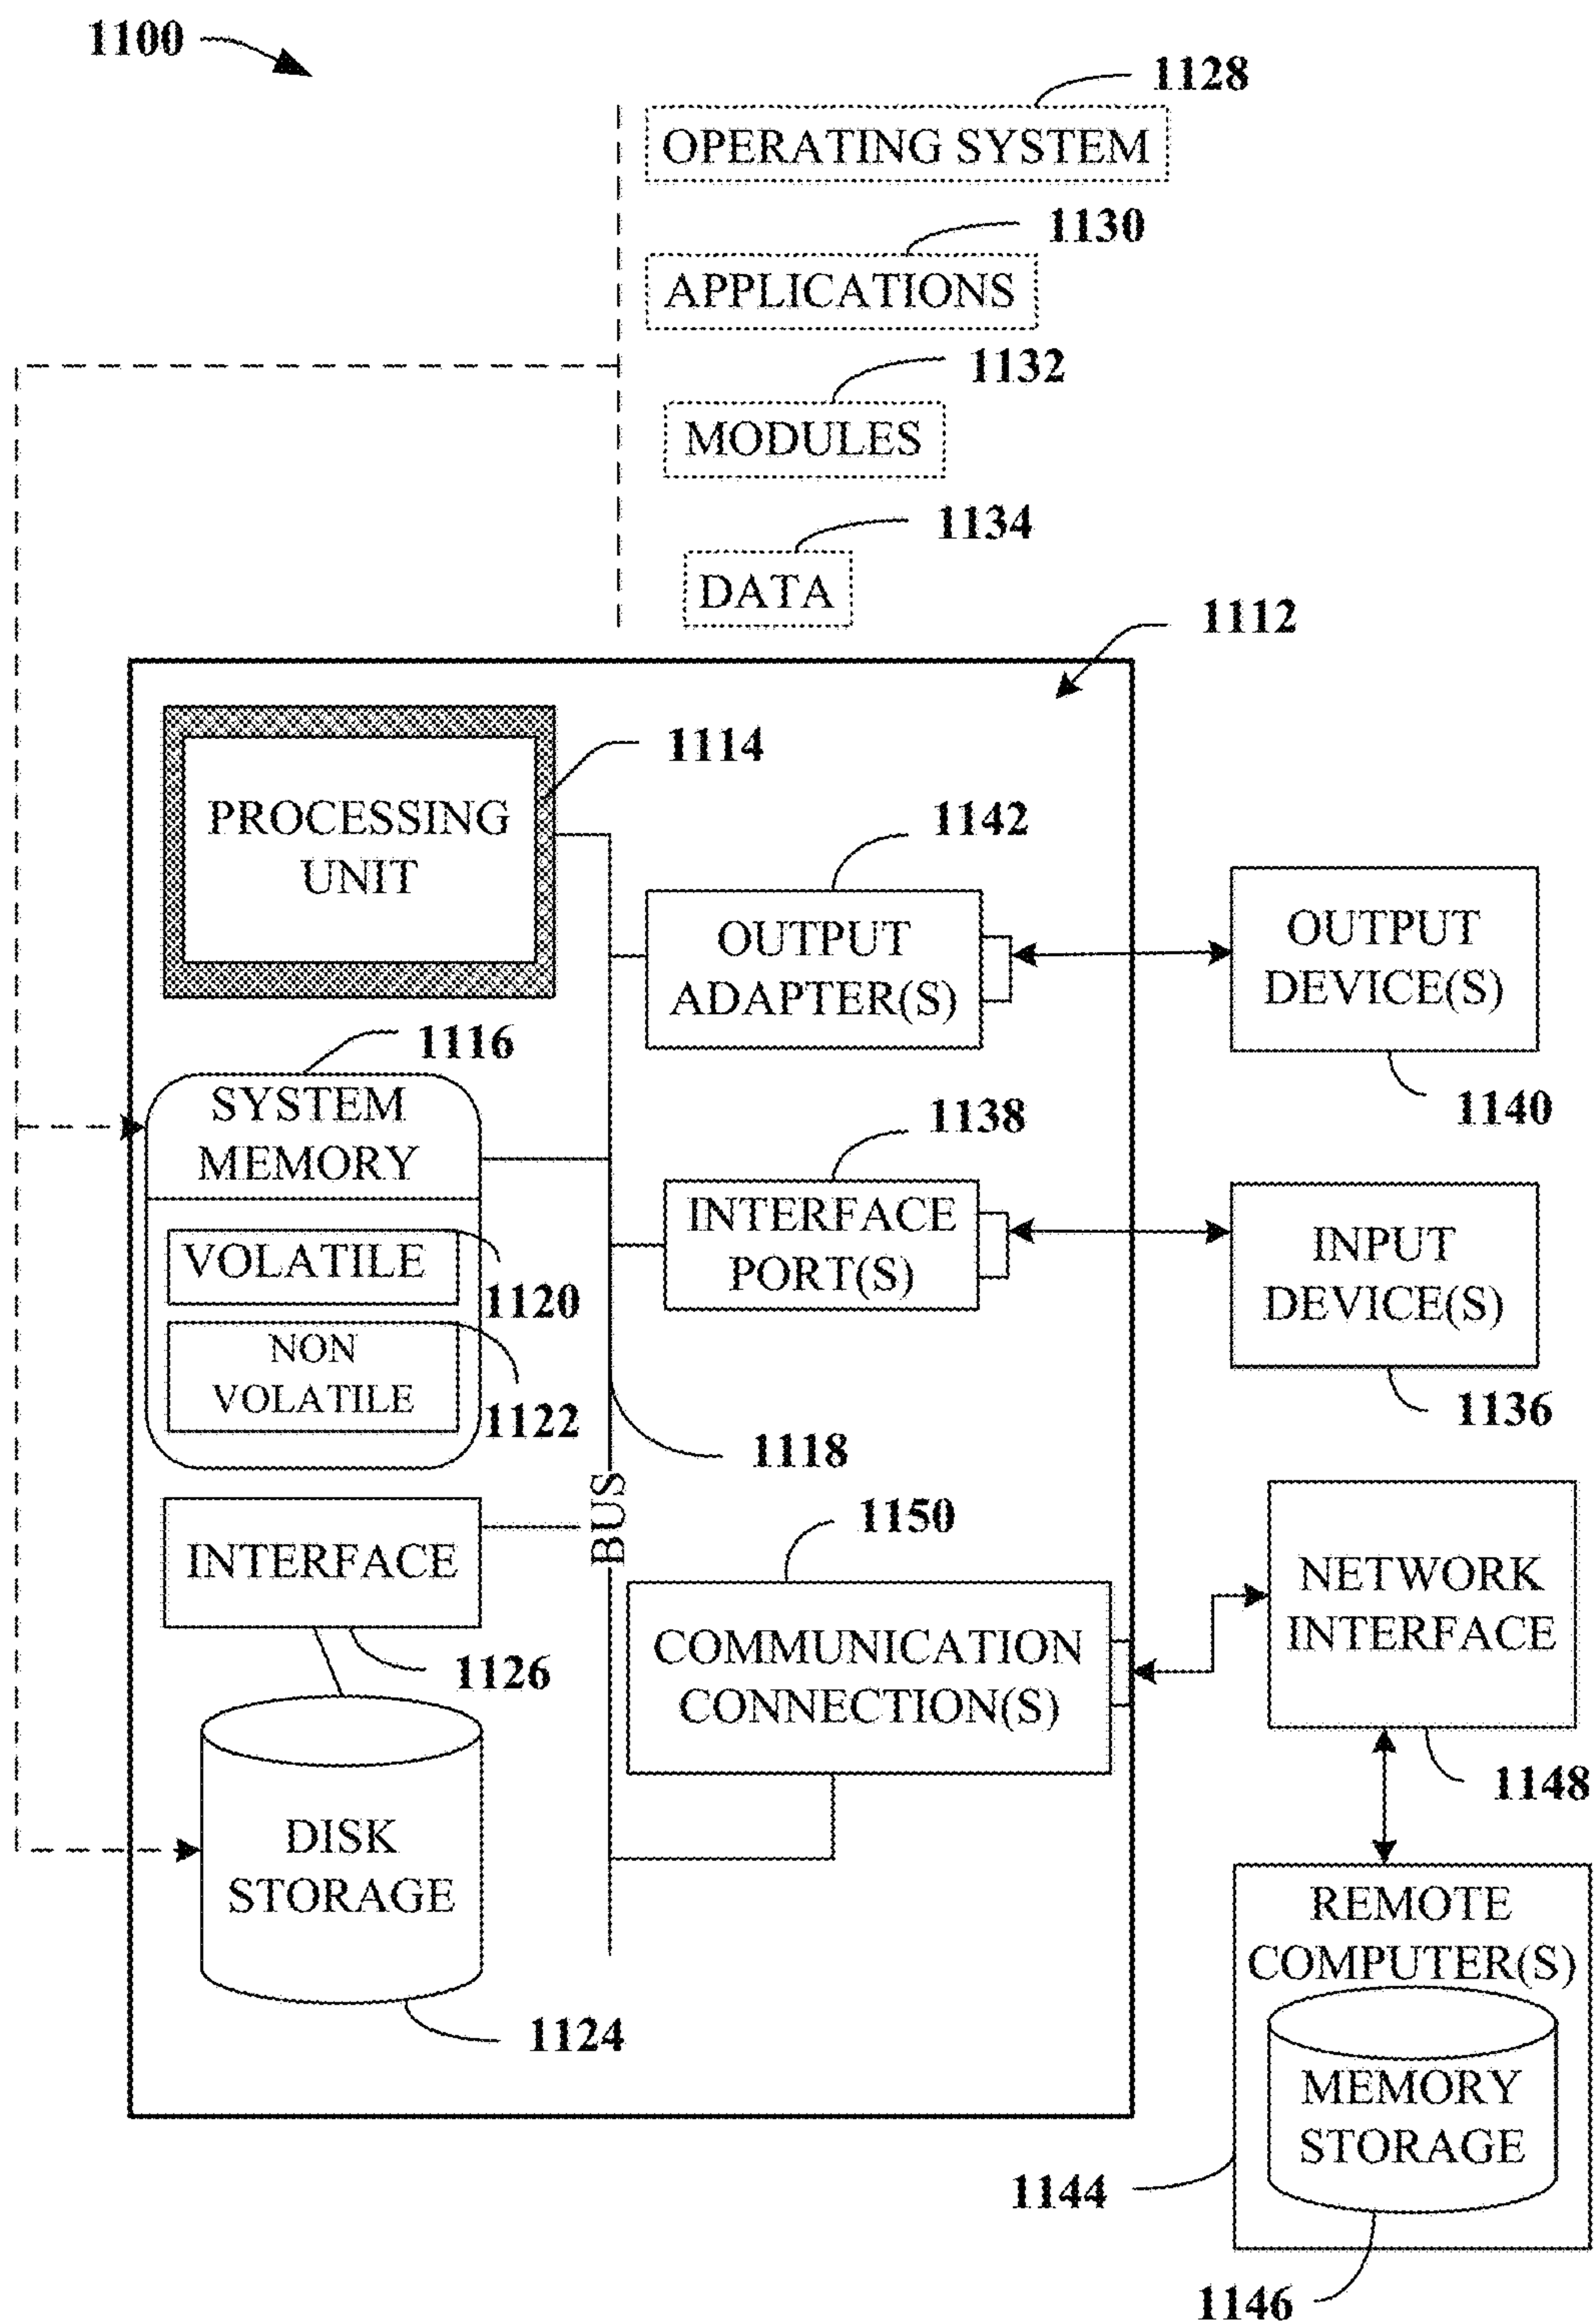 1100
1128
OPERATING SYSTEM
1130
APPLICATIONS
1132
MODULES
1134
DATA
1112
1114
PROCESSING
UNIT
1142
OUTPUT
ADAPTER(S)
OUTPUT
DEVICE(S)
1140
1116
SYSTEM
MEMORY
VOLATILE
1120
NON
VOLATILE
1122
1138
INTERFACE
PORT(S)
INPUT
DEVICE(S)
1136
1118
BUS
INTERFACE
1126
1150
COMMUNICATION
CONNECTION(S)
NETWORK
INTERFACE
1148
DISK
STORAGE
1124
REMOTE
COMPUTER(S)
MEMORY
STORAGE
1144
1146